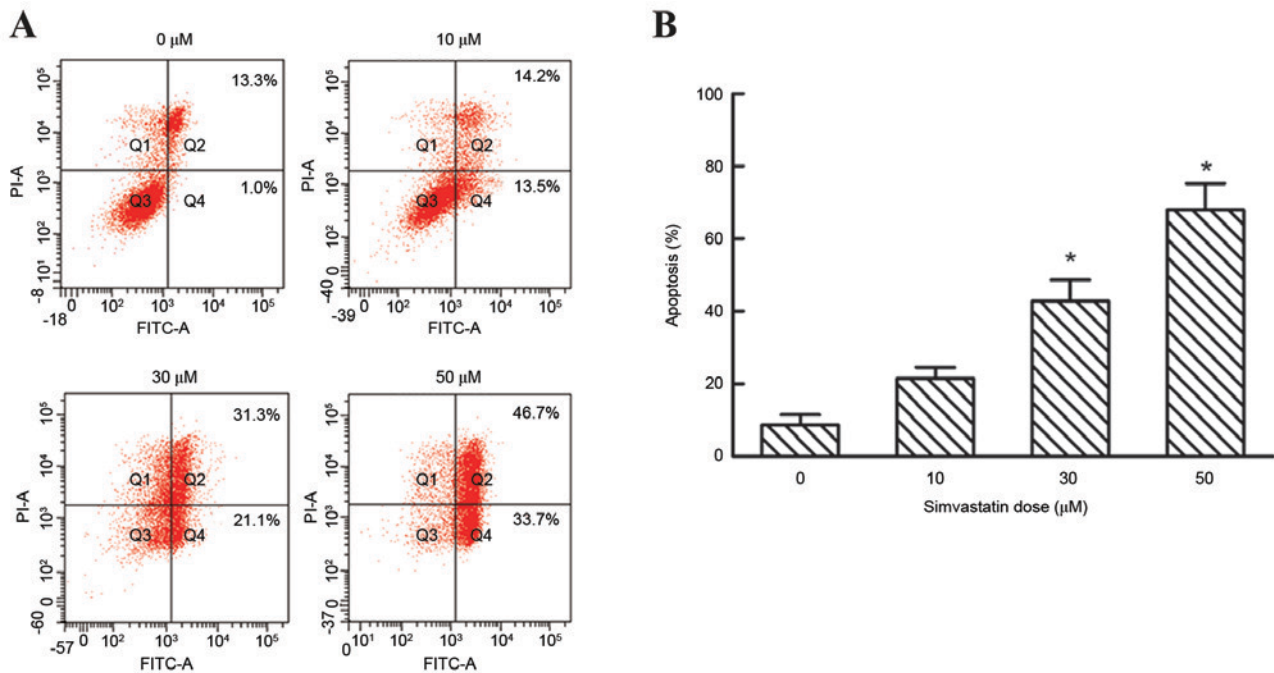 A
0 μM
10⁵
10⁴
10³
10²
10¹
-8
PI-A
13.3%
Q1
Q2
1.0%
Q3
Q4
-18
0
10²
10³
10⁴
10⁵
FITC-A
10 μM
10⁵
10⁴
10³
10²
0
-40
PI-A
14.2%
Q1
Q2
13.5%
Q3
Q4
-39
0
10²
10³
10⁴
10⁵
FITC-A
30 μM
10⁵
10⁴
10³
10²
0
-60
PI-A
31.3%
Q1
Q2
21.1%
Q3
Q4
-57
0
10²
10³
10⁴
10⁵
FITC-A
50 μM
10⁵
10⁴
10³
10²
0
-37
PI-A
46.7%
Q1
Q2
33.7%
Q3
Q4
0
10¹
10²
10³
10⁴
10⁵
FITC-A
B
100
80
60
40
20
0
Apoptosis (%)
*
*
0
10
30
50
Simvastatin dose (μM)